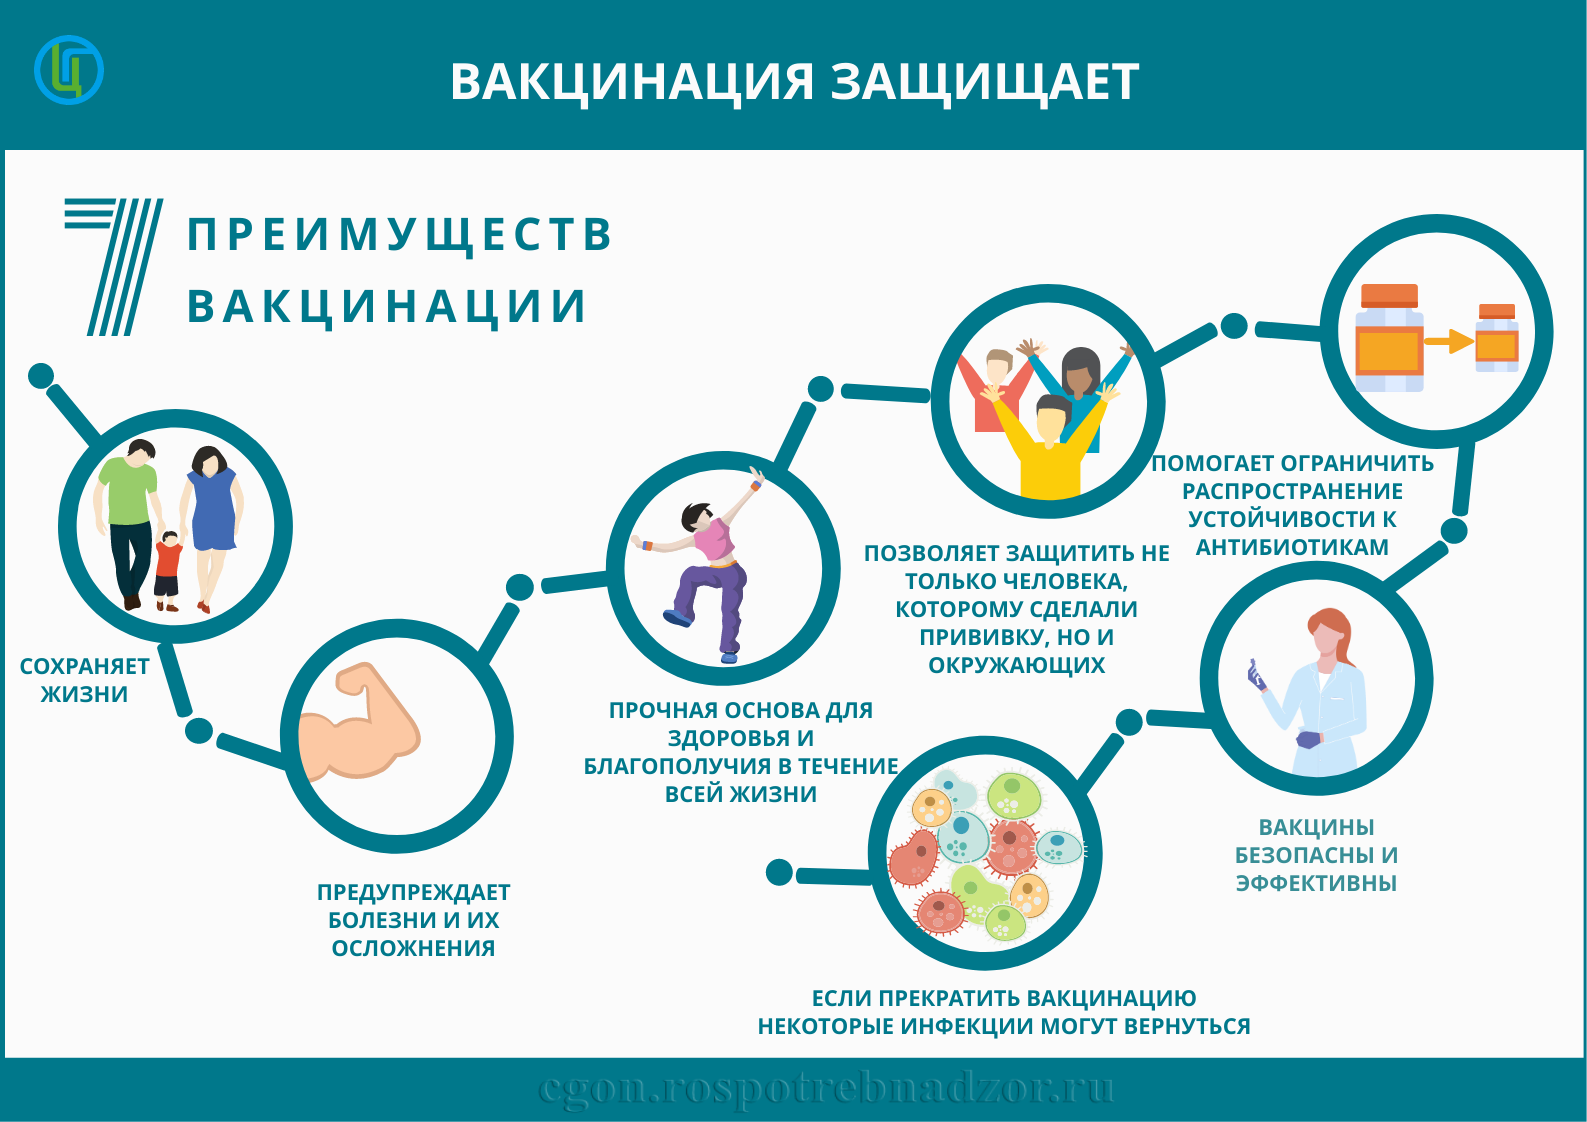 ВАКЦИНАЦИЯ ЗАЩИЩАЕТ
7 ПРЕИМУЩЕСТВ
ВАКЦИНАЦИИ
СОХРАНЯЕТ
ЖИЗНИ
ПРЕДУПРЕЖДАЕТ
БОЛЕЗНИ И ИХ
ОСЛОЖНЕНИЯ
ПРОЧНАЯ ОСНОВА ДЛЯ
ЗДОРОВЬЯ И
БЛАГОПОЛУЧИЯ В ТЕЧЕНИЕ
ВСЕЙ ЖИЗНИ
ПОЗВОЛЯЕТ ЗАЩИТИТЬ НЕ
ТОЛЬКО ЧЕЛОВЕКА,
КОТОРОМУ СДЕЛАЛИ
ПРИВИВКУ, НО И
ОКРУЖАЮЩИХ
ПОМОГАЕТ ОГРАНИЧИТЬ
РАСПРОСТРАНЕНИЕ
УСТОЙЧИВОСТИ К
АНТИБИОТИКАМ
ВАКЦИНЫ
БЕЗОПАСНЫ И
ЭФФЕКТИВНЫ
ЕСЛИ ПРЕКРАТИТЬ ВАКЦИНАЦИЮ
НЕКОТОРЫЕ ИНФЕКЦИИ МОГУТ ВЕРНУТЬСЯ
cgon.rospotrebnadzor.ru